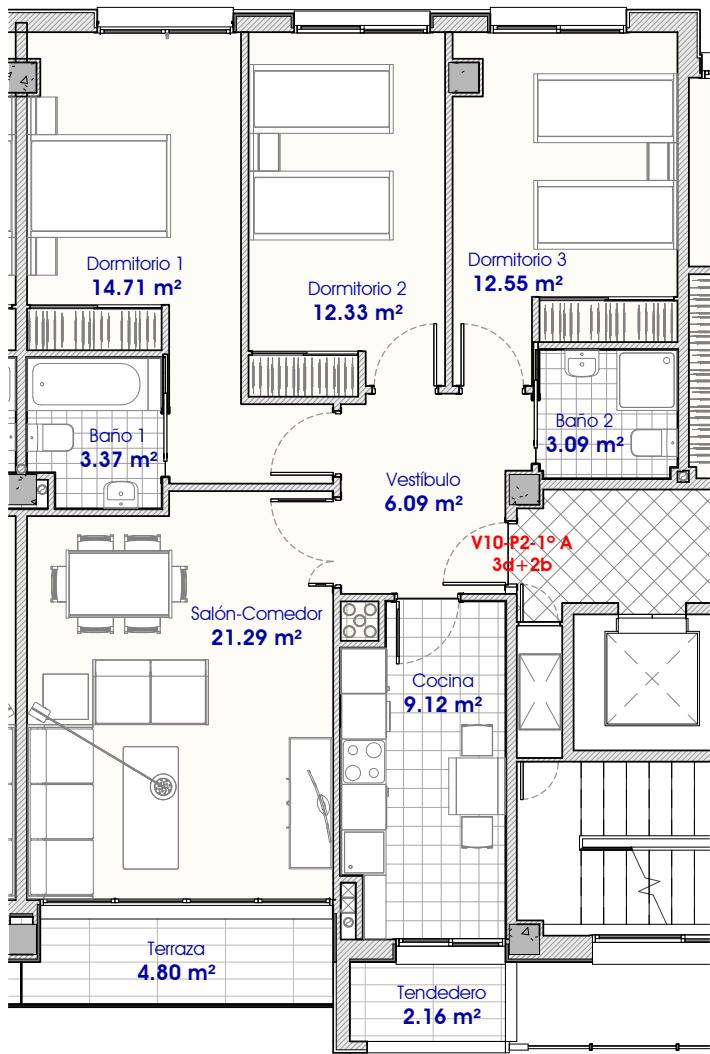 Dormitorio 1
14.71 m²
Dormitorio 2
12.33 m²
Dormitorio 3
12.55 m²
Baño 1
3.37 m²
Baño 2
3.09 m²
Vestíbulo
6.09 m²
V10-P2-1º A
3d+2b
Salón-Comedor
21.29 m²
Cocina
9.12 m²
Terraza
4.80 m²
Tendedero
2.16 m²